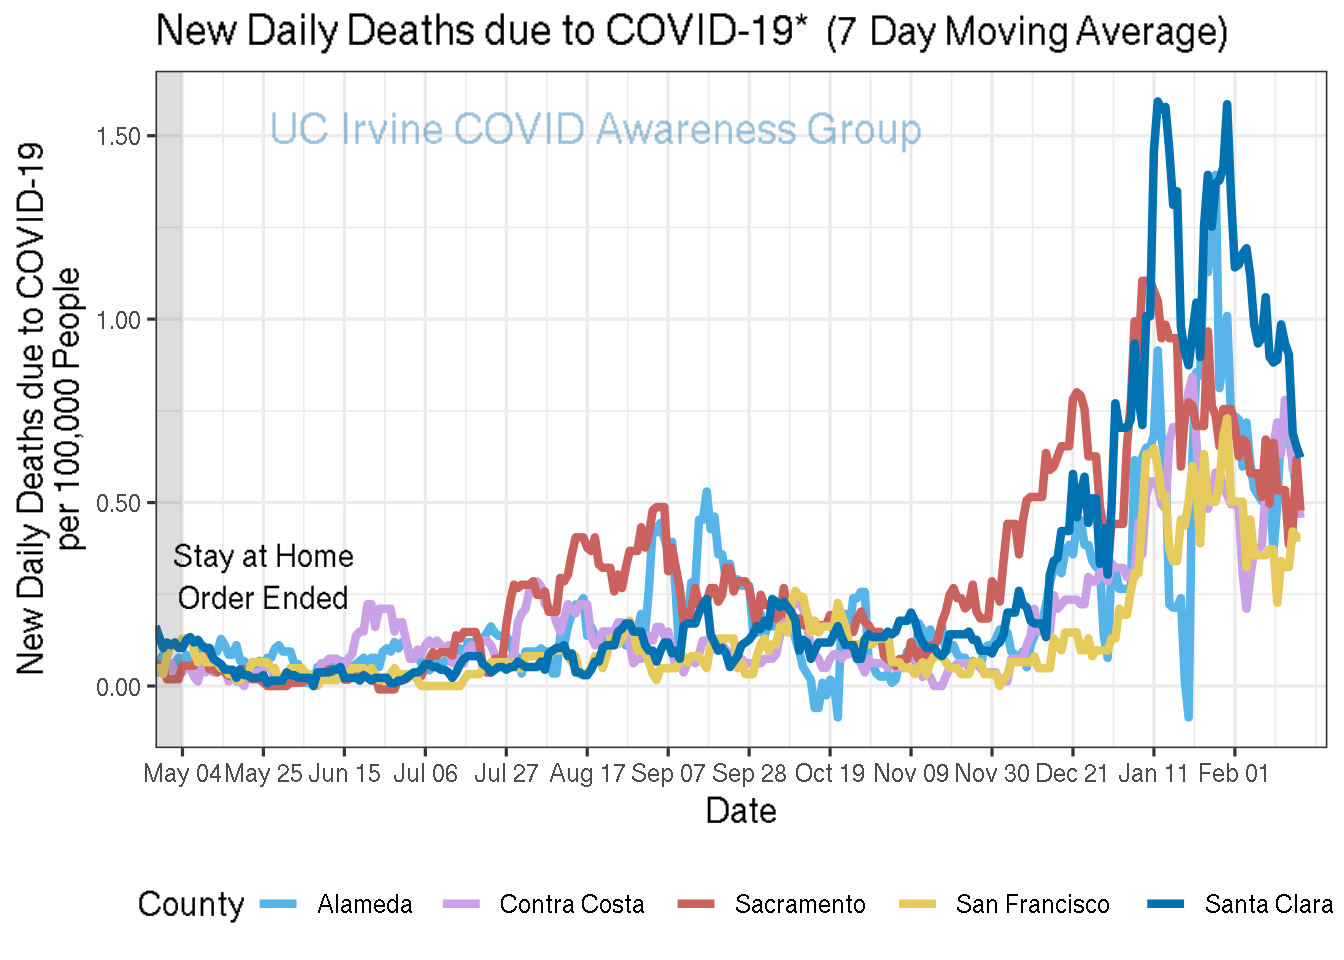 New Daily Deaths due to COVID-19* (7 Day Moving Average)
UC Irvine COVID Awareness Group
New Daily Deaths due to COVID-19
per 100,000 People
1.50
1.00
0.50
0.00
Stay at Home
Order Ended
May 04 May 25 Jun 15 Jul 06 Jul 27 Aug 17 Sep 07 Sep 28 Oct 19 Nov 09 Nov 30 Dec 21 Jan 11 Feb 01
Date
County Alameda Contra Costa Sacramento San Francisco Santa Clara